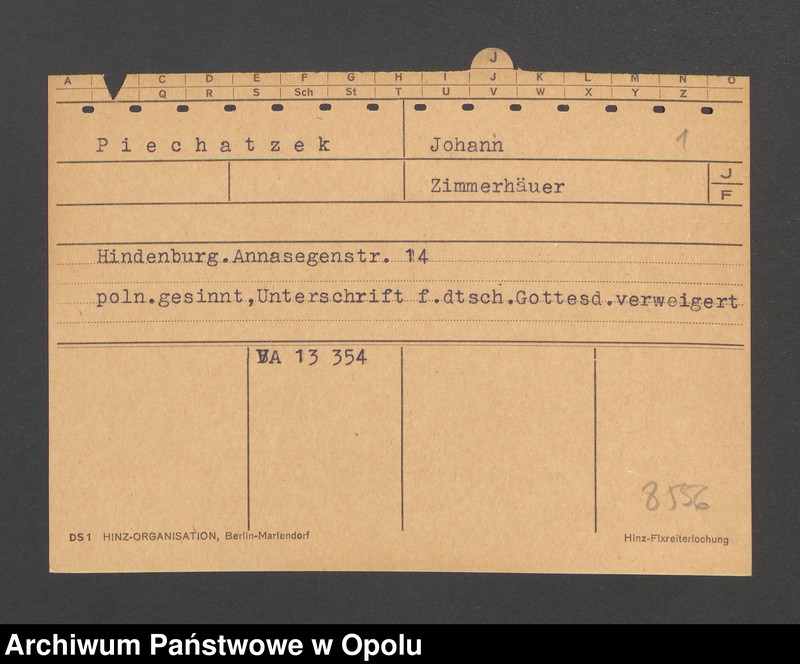 J
A C D E F G H I J K L M N O
Q R S Sch St T U V W X Y Z
Piechatzek Johann 1
Zimmerhäuer J
F
Hindenburg.Annasegenstr. 14
poln.gesinnt,Unterschrift f.dtsch.Gottesd.verweigert
VA 13 354
8556
DS1 HINZ-ORGANISATION, Berlin-Mariendorf Hinz-Fixreiterlochung
Archiwum Państwowe w Opolu